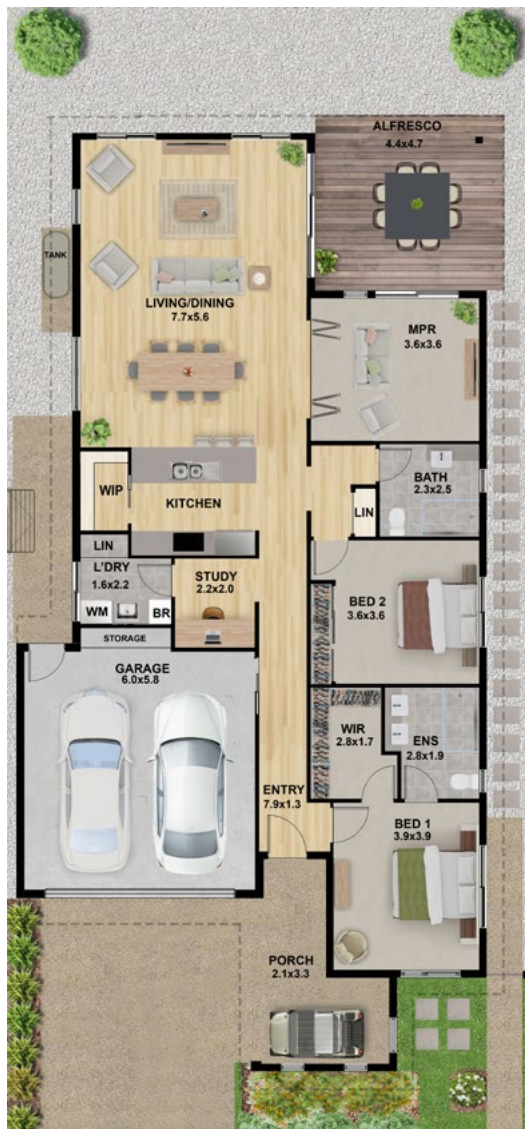 ALFRESCO
4.4x4.7
TANK
LIVING/DINING
7.7x5.6
MPR
3.6x3.6
WIP
KITCHEN
BATH
2.3x2.5
LIN
LIN
L'DRY
1.6x2.2
STUDY
2.2x2.0
BED 2
3.6x3.6
WM
BR
STORAGE
GARAGE
6.0x5.8
WIR
2.8x1.7
ENS
2.8x1.9
ENTRY
7.9x1.3
BED 1
3.9x3.9
PORCH
2.1x3.3